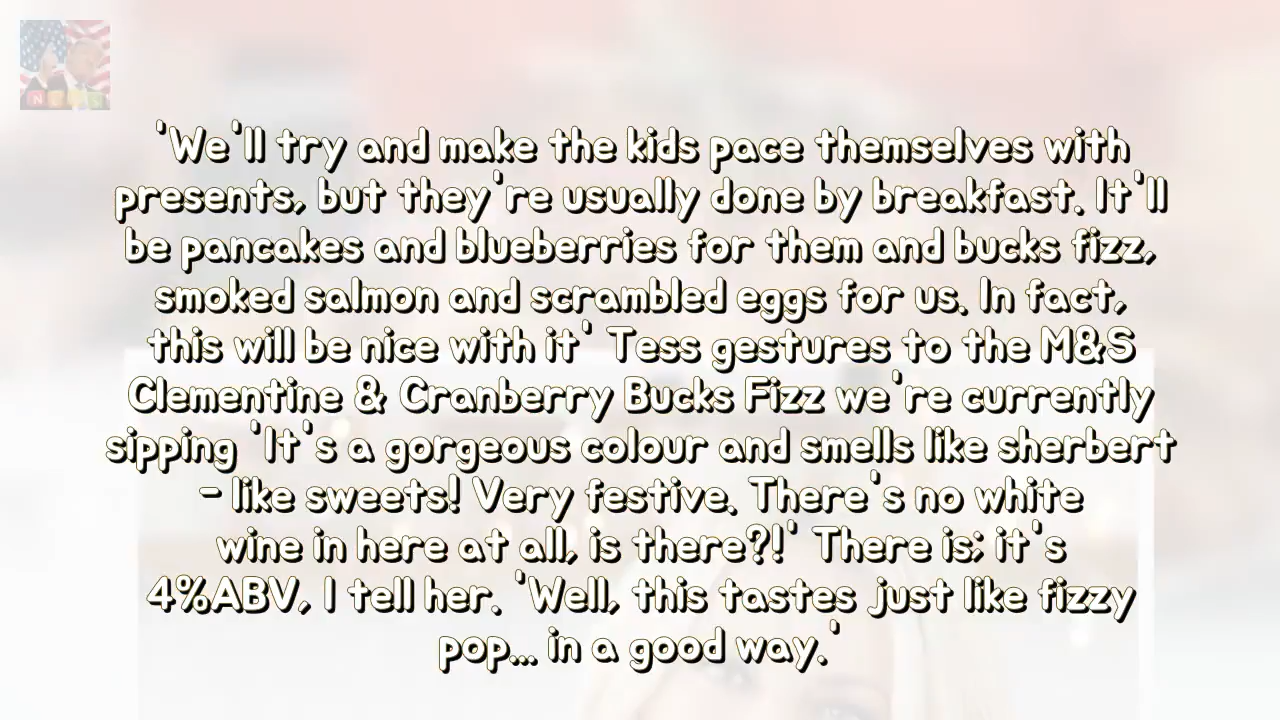 'We'll try and make the kids pace themselves with
presents, but they're usually done by breakfast. It'll
be pancakes and blueberries for them and bucks fizz,
smoked salmon and scrambled eggs for us. In fact,
this will be nice with it' Tess gestures to the M&S
Clementine & Cranberry Bucks Fizz we're currently
sipping 'It's a gorgeous colour and smells like sherbert
- like sweets! Very festive. There's no white
wine in here at all, is there?!' There is; it's
4%ABV, I tell her. 'Well, this tastes just like fizzy
pop... in a good way.'
NEWS